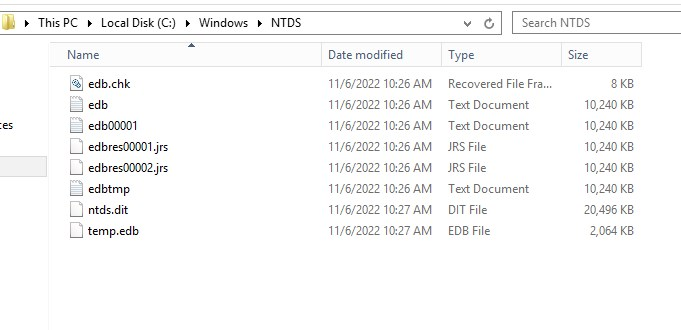 This PC > Local Disk (C:) > Windows > NTDS Search NTDS
Name Date modified Type Size
edb.chk 11/6/2022 10:26 AM Recovered File Fra... 8 KB
edb 11/6/2022 10:26 AM Text Document 10,240 KB
ces edb00001 11/6/2022 10:26 AM Text Document 10,240 KB
edbres00001.jrs 11/6/2022 10:26 AM JRS File 10,240 KB
edbres00002.jrs 11/6/2022 10:26 AM JRS File 10,240 KB
edbtmp 11/6/2022 10:26 AM Text Document 10,240 KB
ntds.dit 11/6/2022 10:27 AM DIT File 20,496 KB
temp.edb 11/6/2022 10:27 AM EDB File 2,064 KB